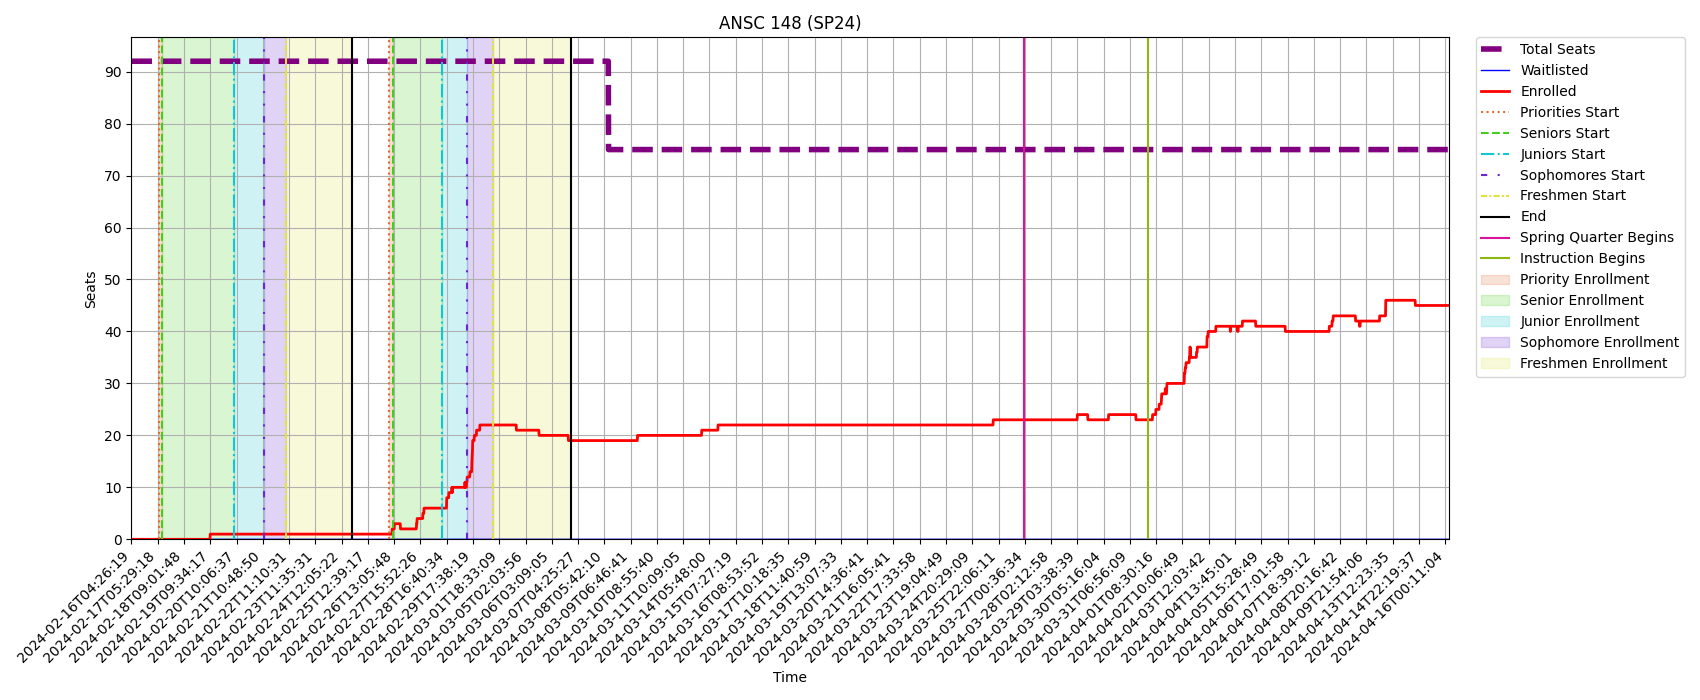 ANSC 148 (SP24)
Seats
90
80
70
60
50
40
30
20
10
0
2024-02-16T04:26:19
2024-02-17T05:29:18
2024-02-18T09:01:48
2024-02-19T09:34:17
2024-02-20T10:06:37
2024-02-21T10:48:50
2024-02-22T11:10:31
2024-02-23T11:35:31
2024-02-24T12:05:22
2024-02-25T12:39:17
2024-02-26T13:05:48
2024-02-27T15:52:26
2024-02-28T16:40:34
2024-02-29T17:38:19
2024-03-01T18:33:09
2024-03-05T02:03:56
2024-03-06T03:09:05
2024-03-07T04:25:27
2024-03-08T05:42:10
2024-03-09T06:46:41
2024-03-10T08:55:40
2024-03-11T10:09:05
2024-03-14T05:48:00
2024-03-15T07:27:19
2024-03-16T08:53:52
2024-03-17T10:18:35
2024-03-18T11:40:59
2024-03-19T13:07:33
2024-03-20T14:36:41
2024-03-21T16:05:41
2024-03-22T17:33:58
2024-03-23T19:04:49
2024-03-24T20:29:09
2024-03-25T22:06:11
2024-03-27T00:36:34
2024-03-28T02:12:58
2024-03-29T03:38:39
2024-03-30T05:16:04
2024-03-31T06:56:09
2024-04-01T08:30:16
2024-04-02T10:06:49
2024-04-03T12:03:42
2024-04-04T13:45:01
2024-04-05T15:28:49
2024-04-06T17:01:58
2024-04-07T18:39:12
2024-04-08T20:16:42
2024-04-09T21:54:06
2024-04-13T12:23:35
2024-04-14T22:19:37
2024-04-16T00:11:04
Time
Total Seats
Waitlisted
Enrolled
Priorities Start
Seniors Start
Juniors Start
Sophomores Start
Freshmen Start
End
Spring Quarter Begins
Instruction Begins
Priority Enrollment
Senior Enrollment
Junior Enrollment
Sophomore Enrollment
Freshmen Enrollment